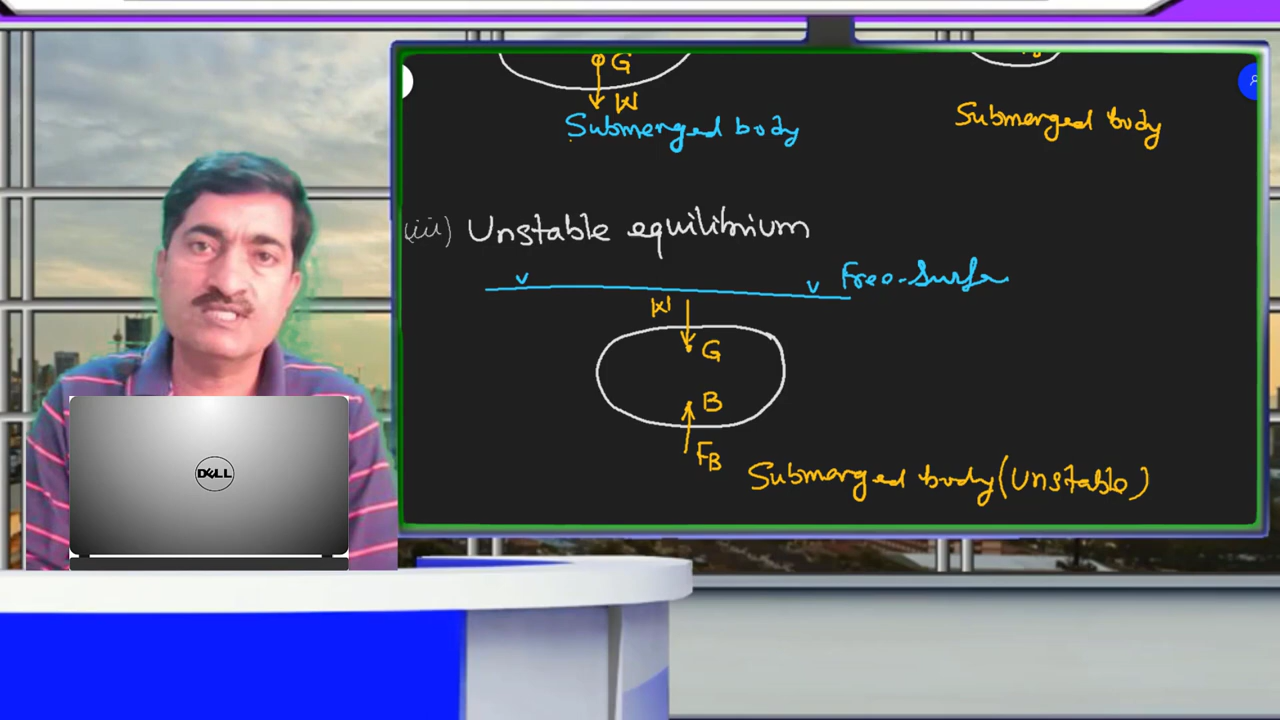 G
W
Submerged body
Submerged body
(iii) Unstable equilibrium
Free-Surfa
W
G
B
FB
Submerged body (Unstable)
DELL